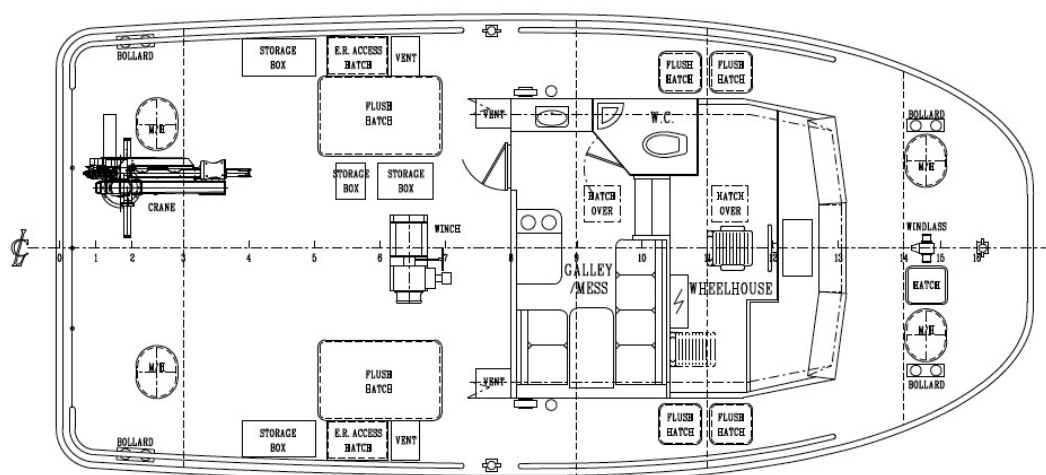 BOLLARD
STORAGE
BOX
E.R. ACCESS
HATCH
VENT
FLUSH
HATCH
FLUSH
HATCH
FLUSH
HATCH
M/H
VENT
W.C.
BOLLARD
M/H
STORAGE
BOX
STORAGE
BOX
CRANE
HATCH
OVER
HATCH
OVER
WINCH
WINDLASS
CL
0 1 2 3 4 5 6 7 8 9 10 11 12 13 14 15 16
GALLEY
/MESS
WHEELHOUSE
HATCH
M/H
M/H
FLUSH
HATCH
VENT
BOLLARD
BOLLARD
STORAGE
BOX
E.R. ACCESS
HATCH
VENT
FLUSH
HATCH
FLUSH
HATCH